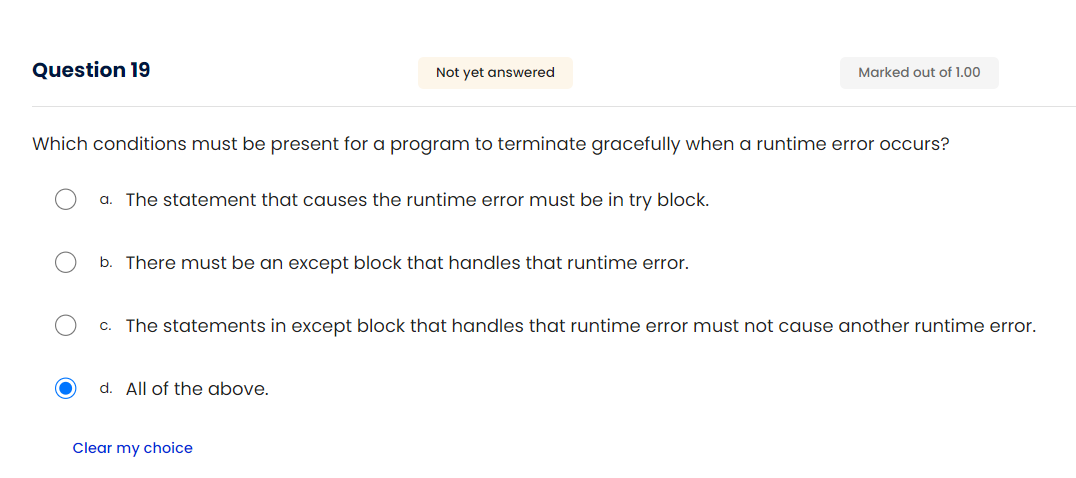 Question 19
Not yet answered
Marked out of 1.00
Which conditions must be present for a program to terminate gracefully when a runtime error occurs?
a. The statement that causes the runtime error must be in try block.
b. There must be an except block that handles that runtime error.
c. The statements in except block that handles that runtime error must not cause another runtime error.
d. All of the above.
Clear my choice